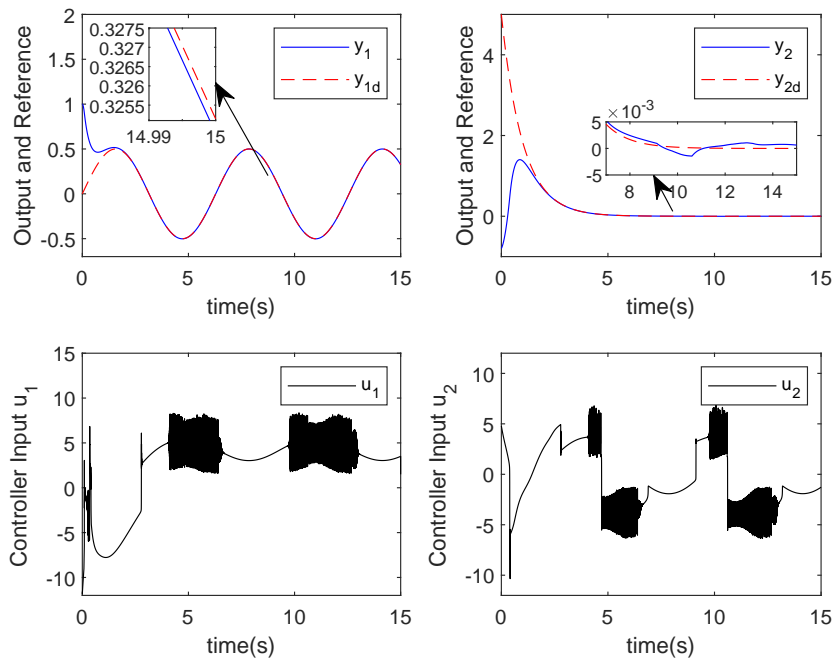 2
1.5
1
0.5
0
-0.5
Output and Reference
0 5 10 15
time(s)
y1
y1d
0.3275
0.327
0.3265
0.326
0.3255
14.99 15
4
2
0
Output and Reference
0 5 10 15
time(s)
y2
y2d
×10-3
5
0
-5
8 10 12 14
15
10
5
0
-5
-10
Controller Input u1
0 5 10 15
time(s)
u1
10
5
0
-5
-10
Controller Input u2
0 5 10 15
time(s)
u2